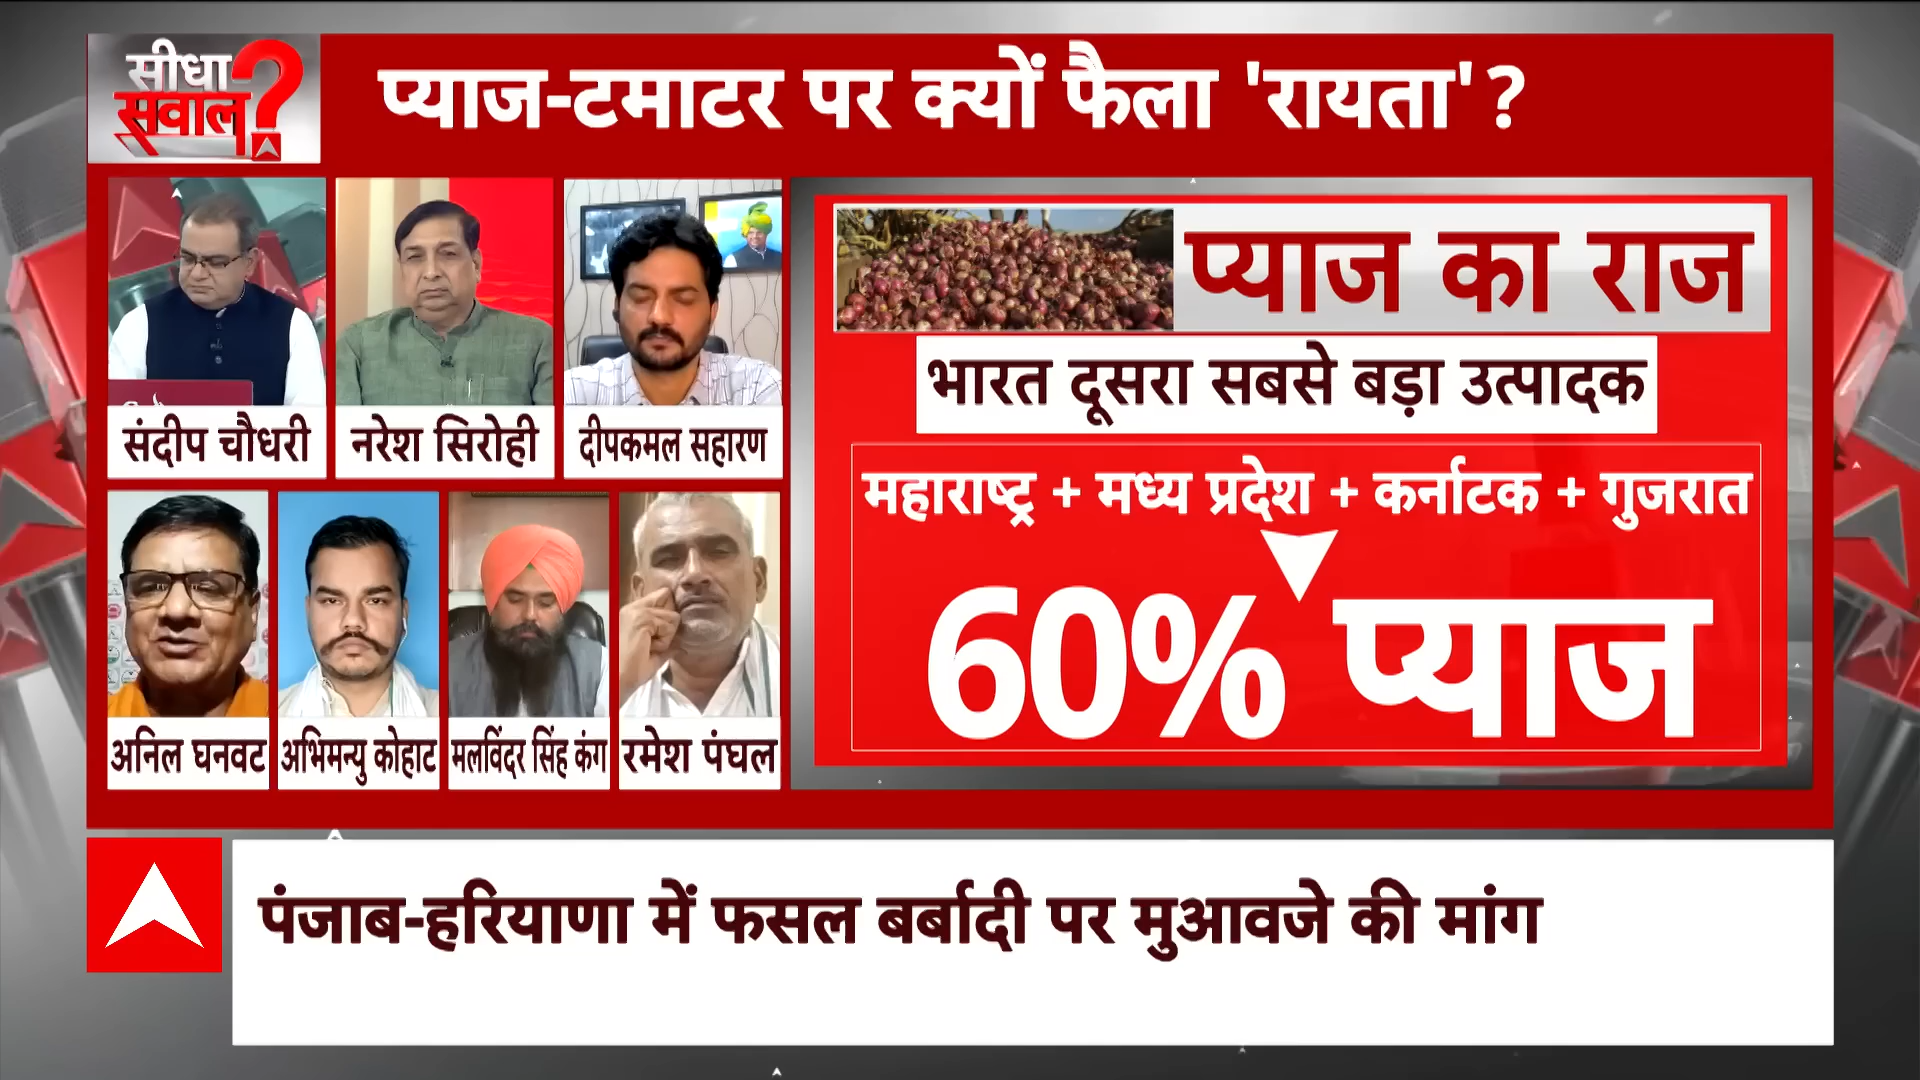 सीधा
सवाल?
प्याज-टमाटर पर क्यों फैला 'रायता'?
संदीप चौधरी
नरेश सिरोही
दीपकमल सहारण
अनिल घनवट
अभिमन्यु कोहाट
मलविंदर सिंह कंग
रमेश पंघल
प्याज का राज
भारत दूसरा सबसे बड़ा उत्पादक
महाराष्ट्र + मध्य प्रदेश + कर्नाटक + गुजरात
60% प्याज
पंजाब-हरियाणा में फसल बर्बादी पर मुआवजे की मांग